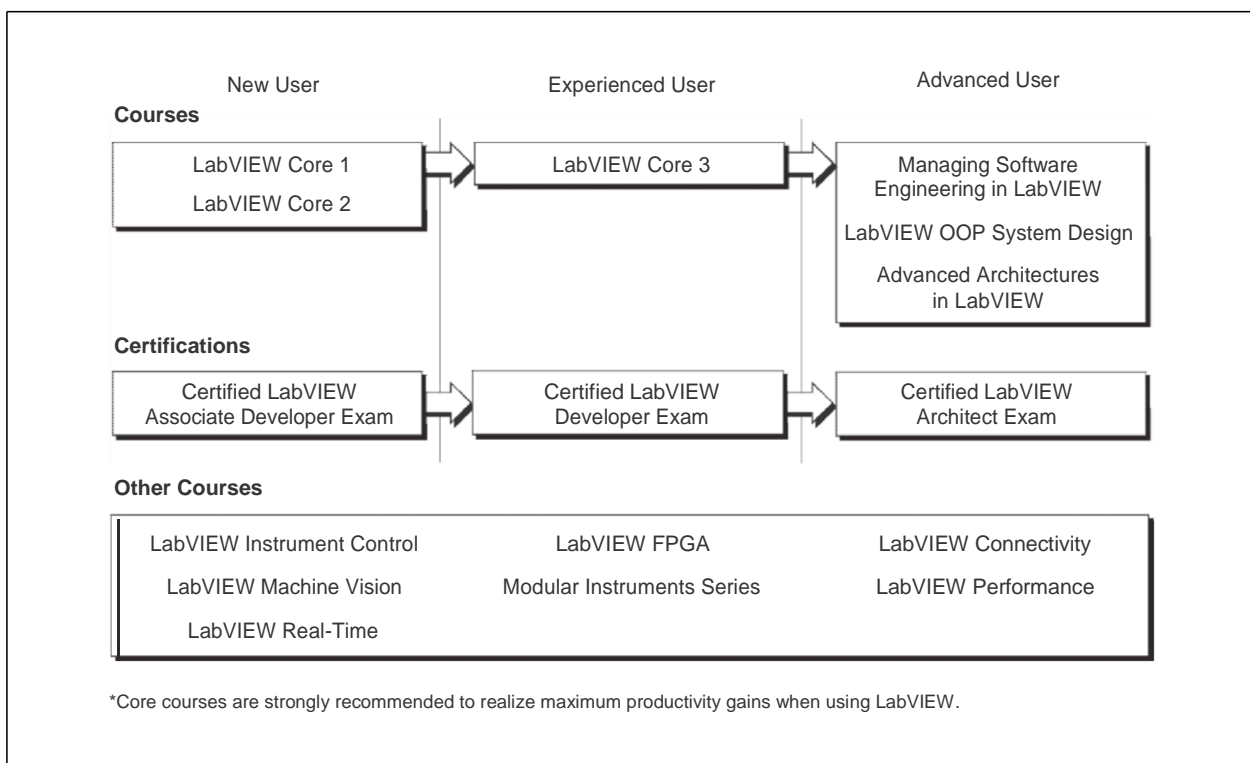 New User
Experienced User
Advanced User
Courses
LabVIEW Core 1
LabVIEW Core 2
LabVIEW Core 3
Managing Software
Engineering in LabVIEW
LabVIEW OOP System Design
Advanced Architectures
in LabVIEW
Certifications
Certified LabVIEW
Associate Developer Exam
Certified LabVIEW
Developer Exam
Certified LabVIEW
Architect Exam
Other Courses
LabVIEW Instrument Control
LabVIEW Machine Vision
LabVIEW Real-Time
LabVIEW FPGA
Modular Instruments Series
LabVIEW Connectivity
LabVIEW Performance
*Core courses are strongly recommended to realize maximum productivity gains when using LabVIEW.